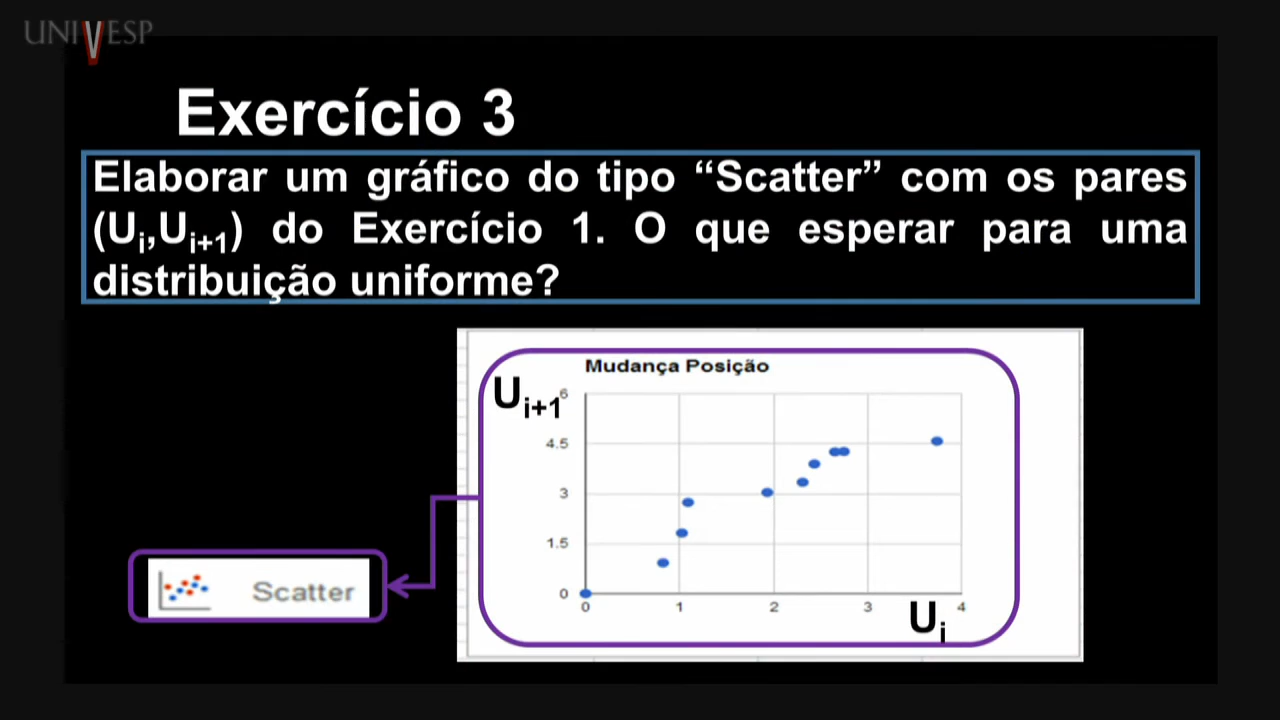 UNIVESP
Exercício 3
Elaborar um gráfico do tipo “Scatter” com os pares
(Ui,Ui+1) do Exercício 1. O que esperar para uma
distribuição uniforme?
Mudança Posição
Ui+1
6
4.5
3
1.5
0
0 1 2 3 4
Ui
Scatter